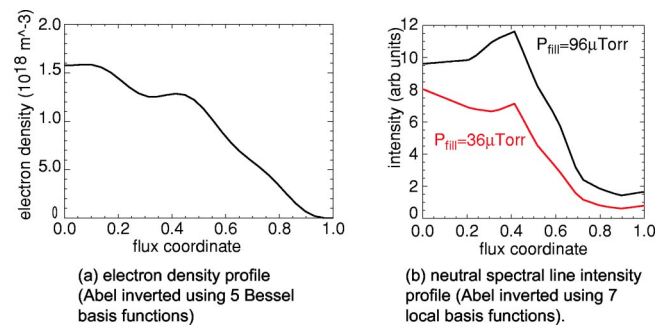 electron density (10^18 m^-3)
2.0
1.5
1.0
0.5
0
0.0 0.2 0.4 0.6 0.8 1.0
flux coordinate
(a) electron density profile
(Abel inverted using 5 Bessel
basis functions)
intensity (arb units)
12
10
8
6
4
2
0
P_fill=96μTorr
P_fill=36μTorr
0.0 0.2 0.4 0.6 0.8 1.0
flux coordinate
(b) neutral spectral line intensity
profile (Abel inverted using 7
local basis functions).